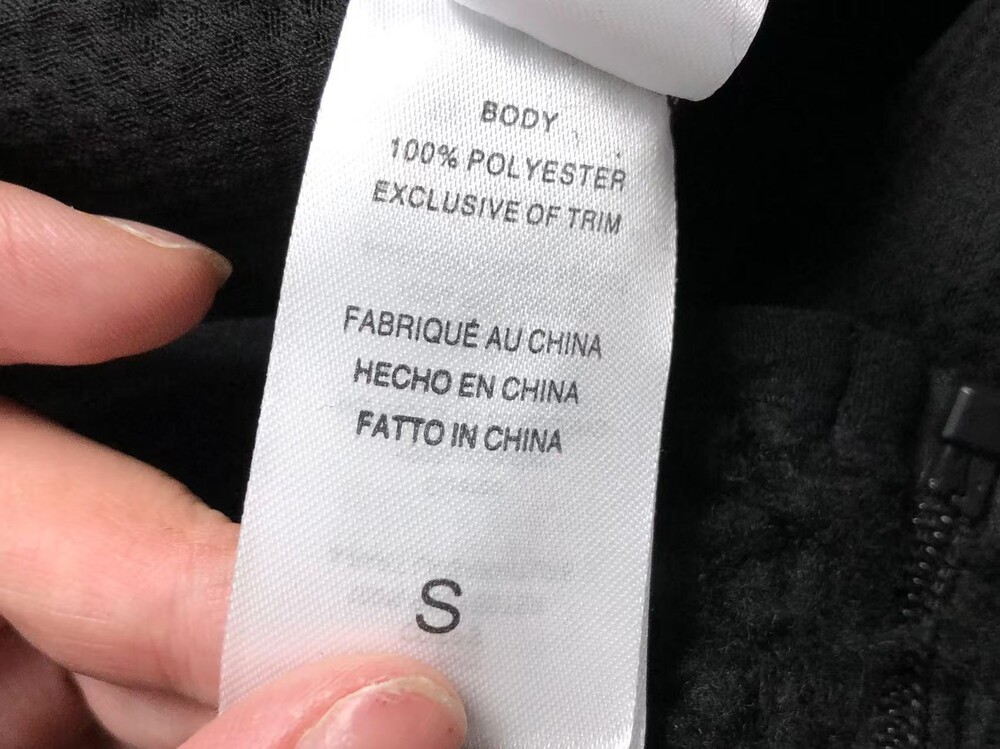 BODY
100% POLYESTER
EXCLUSIVE OF TRIM
FABRIQUÉ AU CHINA
HECHO EN CHINA
FATTO IN CHINA
S